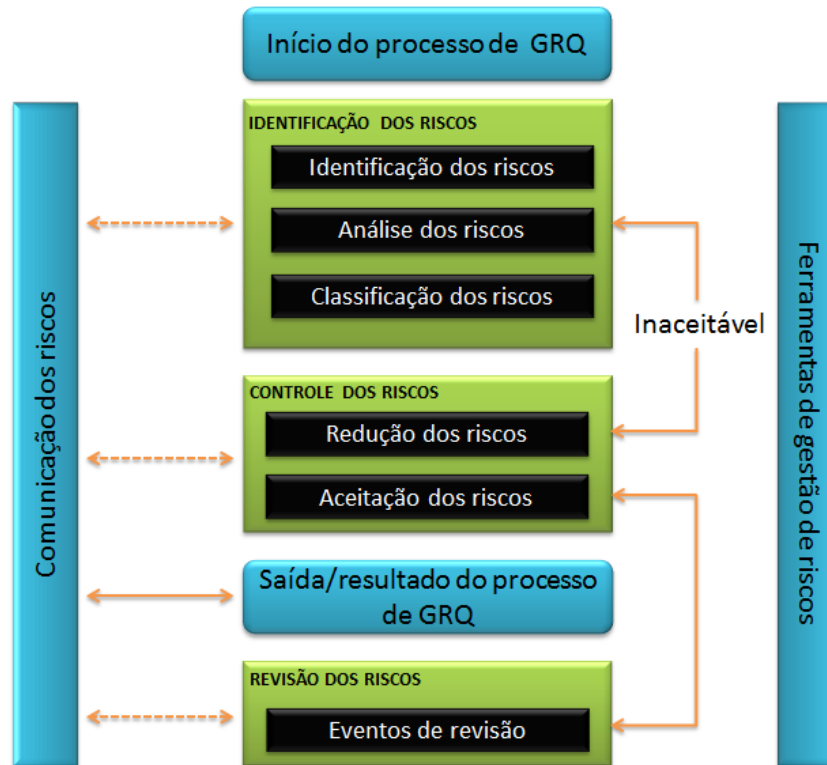 Início do processo de GRQ
Comunicação dos riscos
IDENTIFICAÇÃO DOS RISCOS
Identificação dos riscos
Análise dos riscos
Classificação dos riscos
Inaceitável
CONTROLE DOS RISCOS
Redução dos riscos
Aceitação dos riscos
Saída/resultado do processo
de GRQ
REVISÃO DOS RISCOS
Eventos de revisão
Ferramentas de gestão de riscos